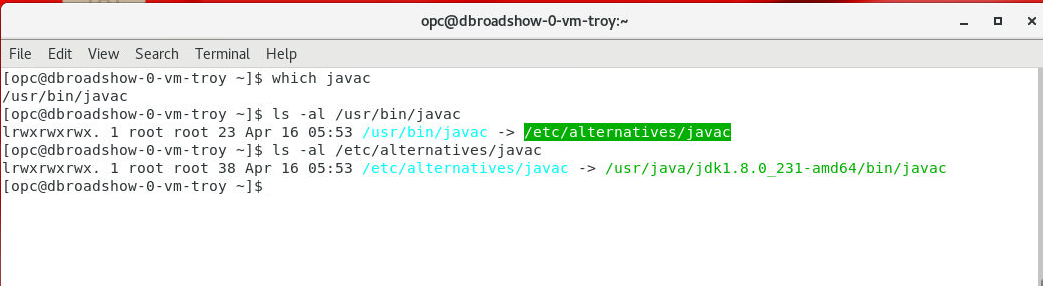 opc@dbroadshow-0-vm-troy:~
File Edit View Search Terminal Help
[opc@dbroadshow-0-vm-troy ~]$ which javac
/usr/bin/javac
[opc@dbroadshow-0-vm-troy ~]$ ls -al /usr/bin/javac
lrwxrwxrwx. 1 root root 23 Apr 16 05:53 /usr/bin/javac -> /etc/alternatives/javac
[opc@dbroadshow-0-vm-troy ~]$ ls -al /etc/alternatives/javac
lrwxrwxrwx. 1 root root 38 Apr 16 05:53 /etc/alternatives/javac -> /usr/java/jdk1.8.0_231-amd64/bin/javac
[opc@dbroadshow-0-vm-troy ~]$